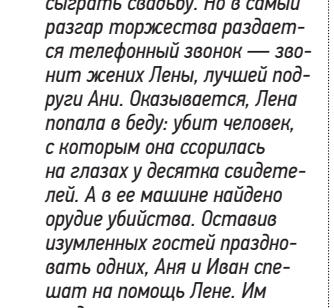 сыграть свадьбу. Но в самый
разгар торжества раздает-
ся телефонный звонок — зво-
нит жених Лены, лучшей под-
руги Ани. Оказывается, Лена
попала в беду: убит человек,
с которым она ссорилась
на глазах у десятка свидете-
лей. А в ее машине найдено
орудие убийства. Оставив
изумленных гостей праздно-
вать одних, Аня и Иван спе-
шат на помощь Лене. Им